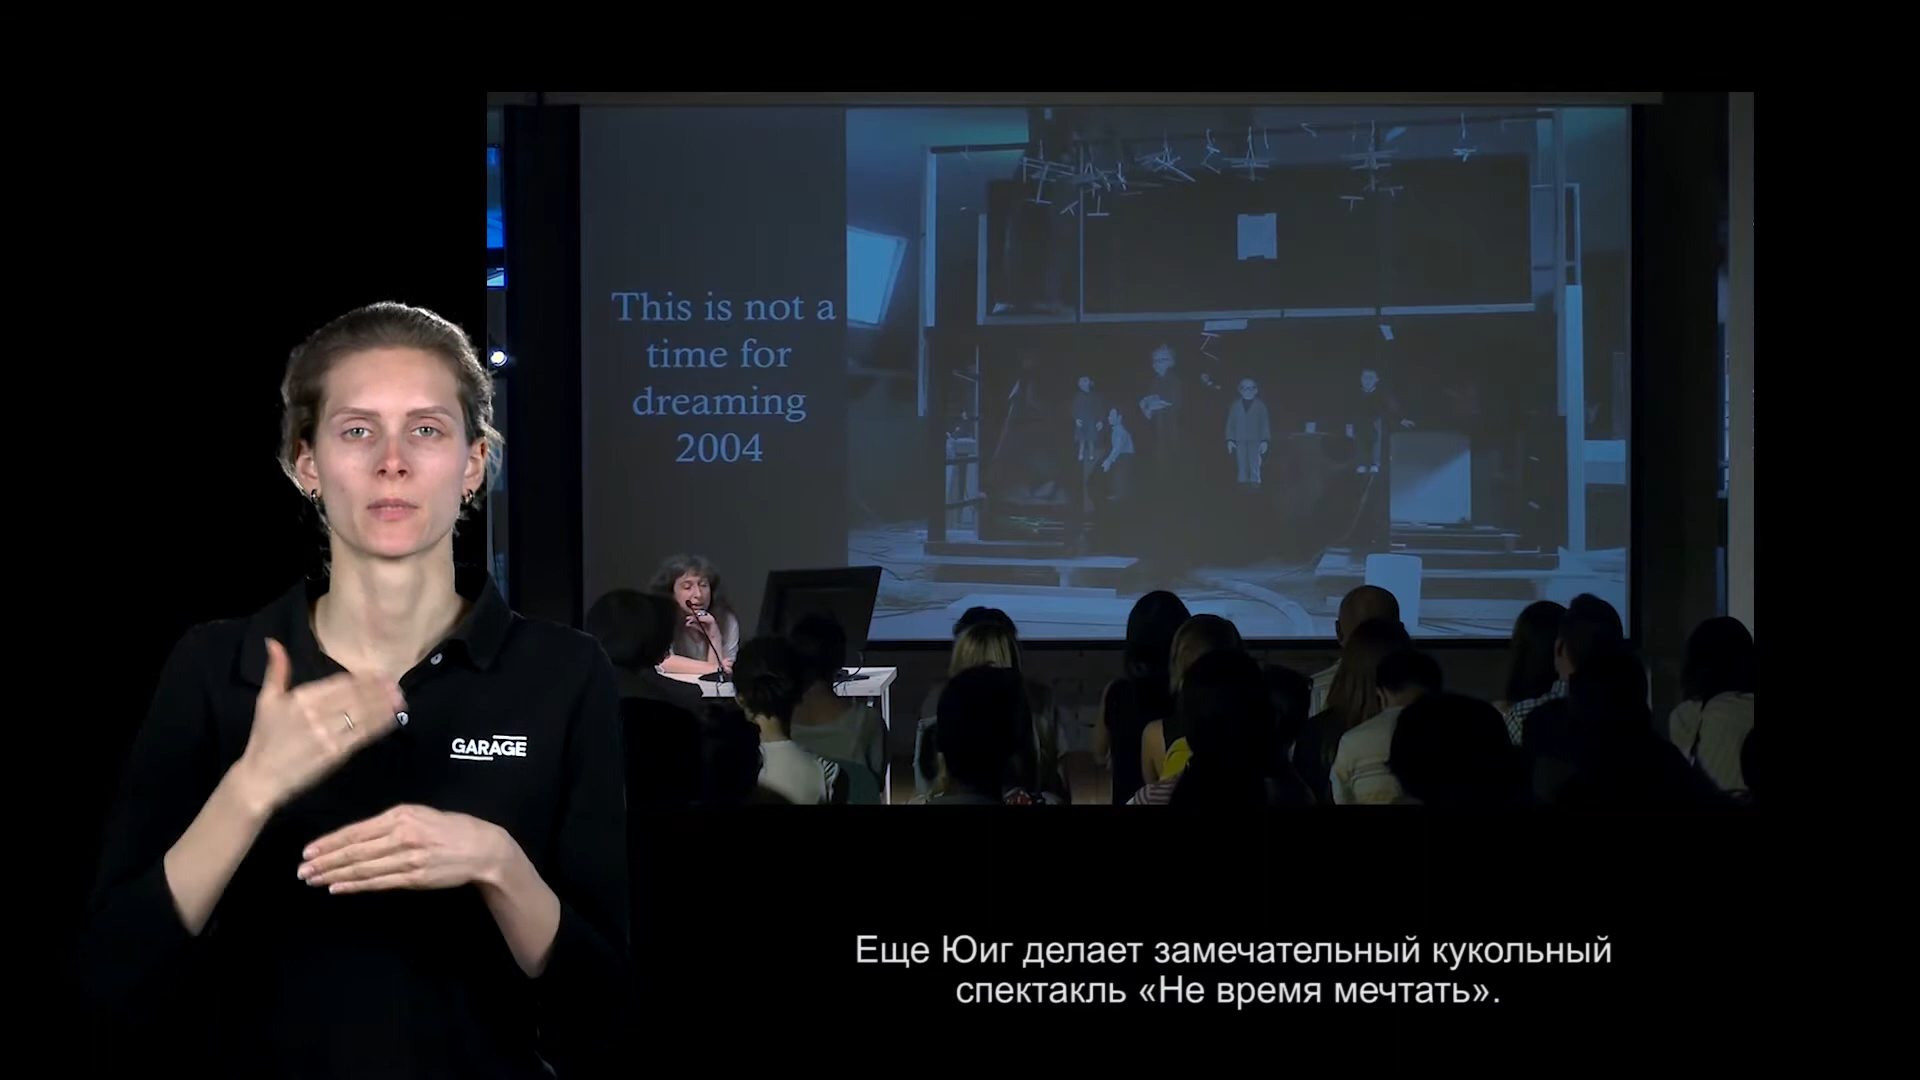 This is not a
time for
dreaming
2004
GARAGE
Еще Юиг делает замечательный кукольный
спектакль «Не время мечтать».